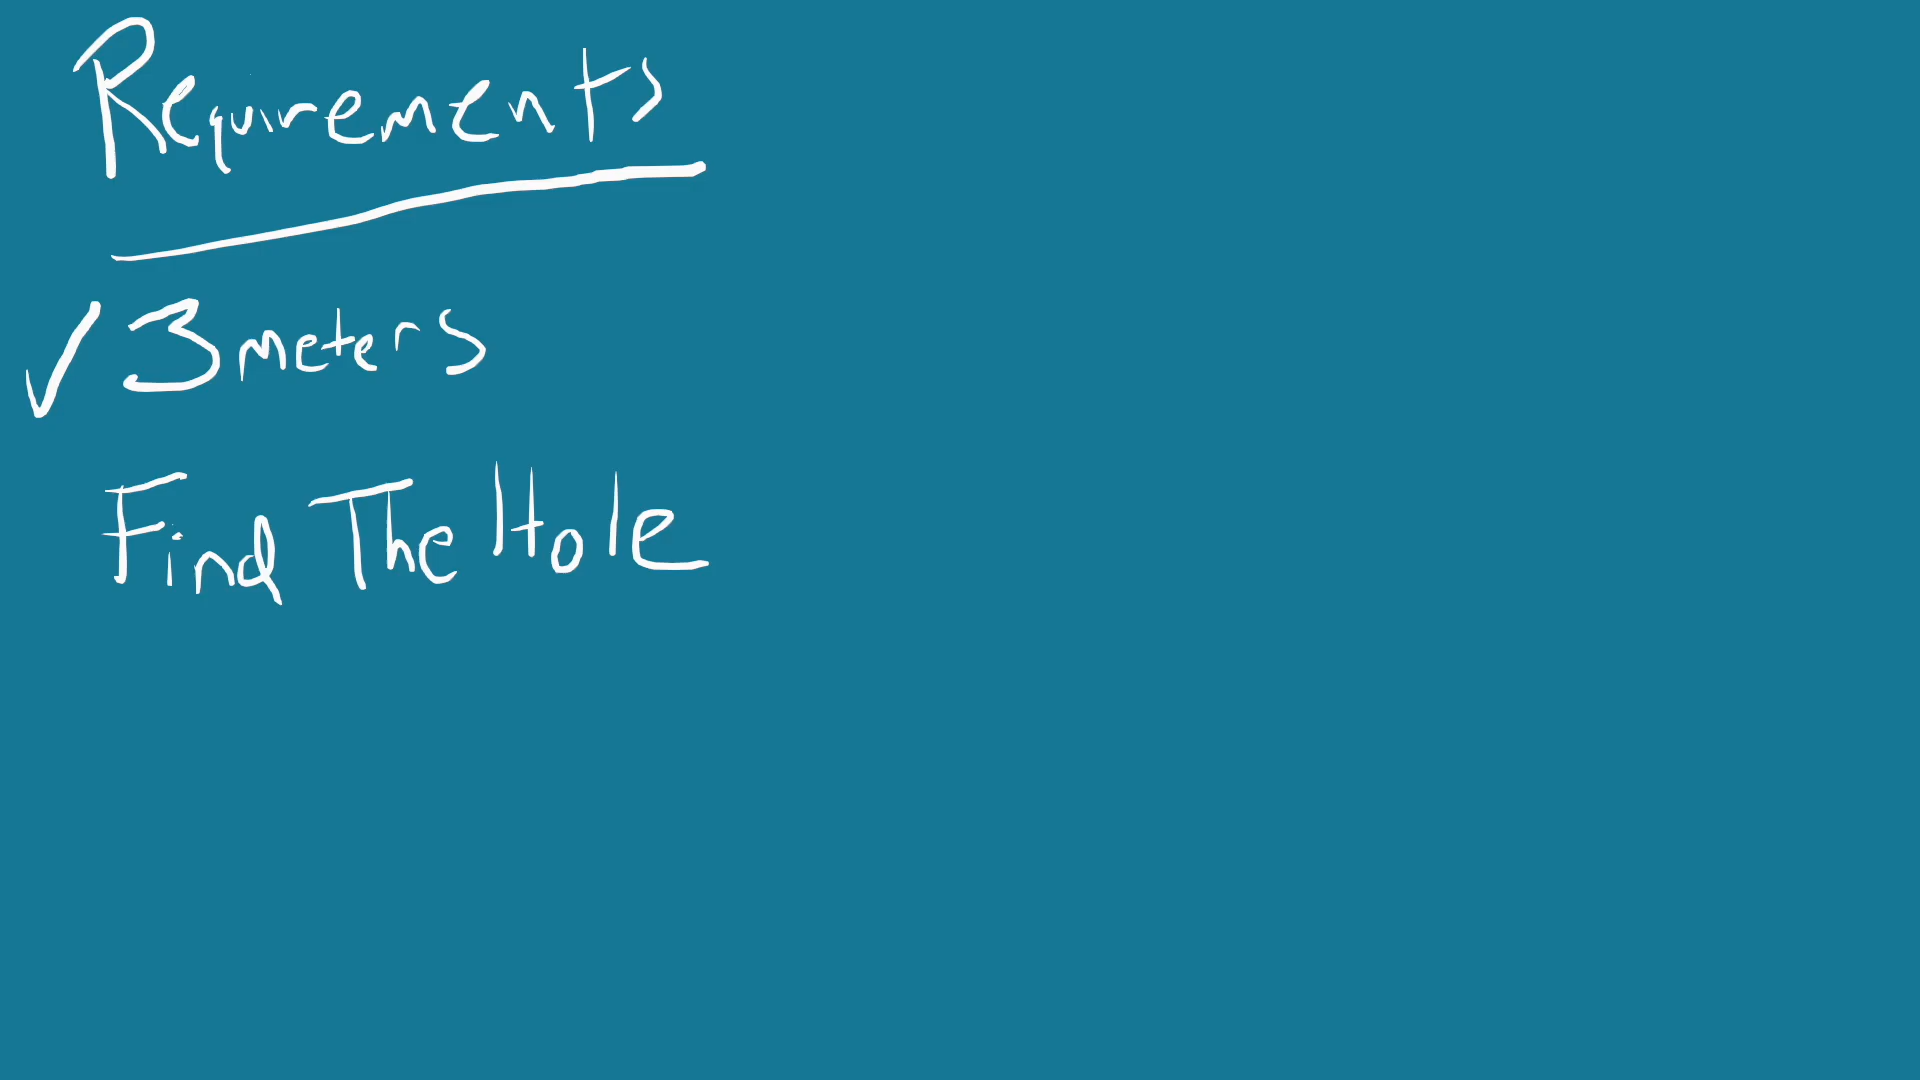 Requirements
✓ 3 meters
Find The Hole